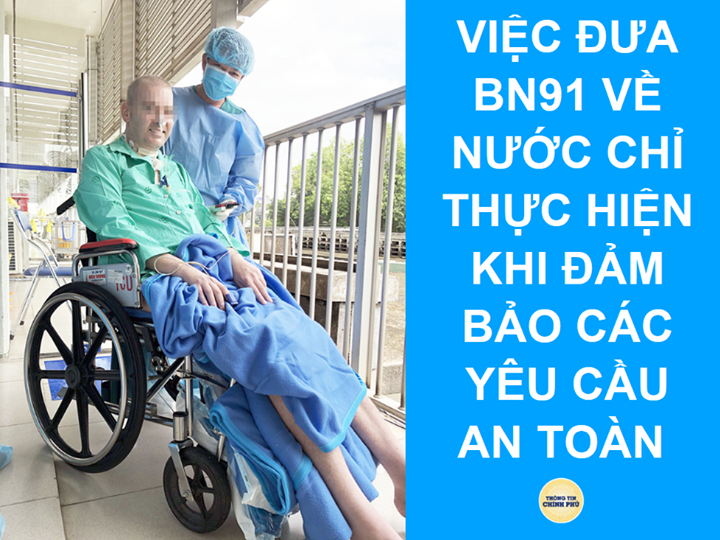 VIỆC ĐƯA
BN91 VỀ
NƯỚC CHỈ
THỰC HIỆN
KHI ĐẢM
BẢO CÁC
YÊU CẦU
AN TOÀN
THÔNG TIN
CHÍNH PHỦ